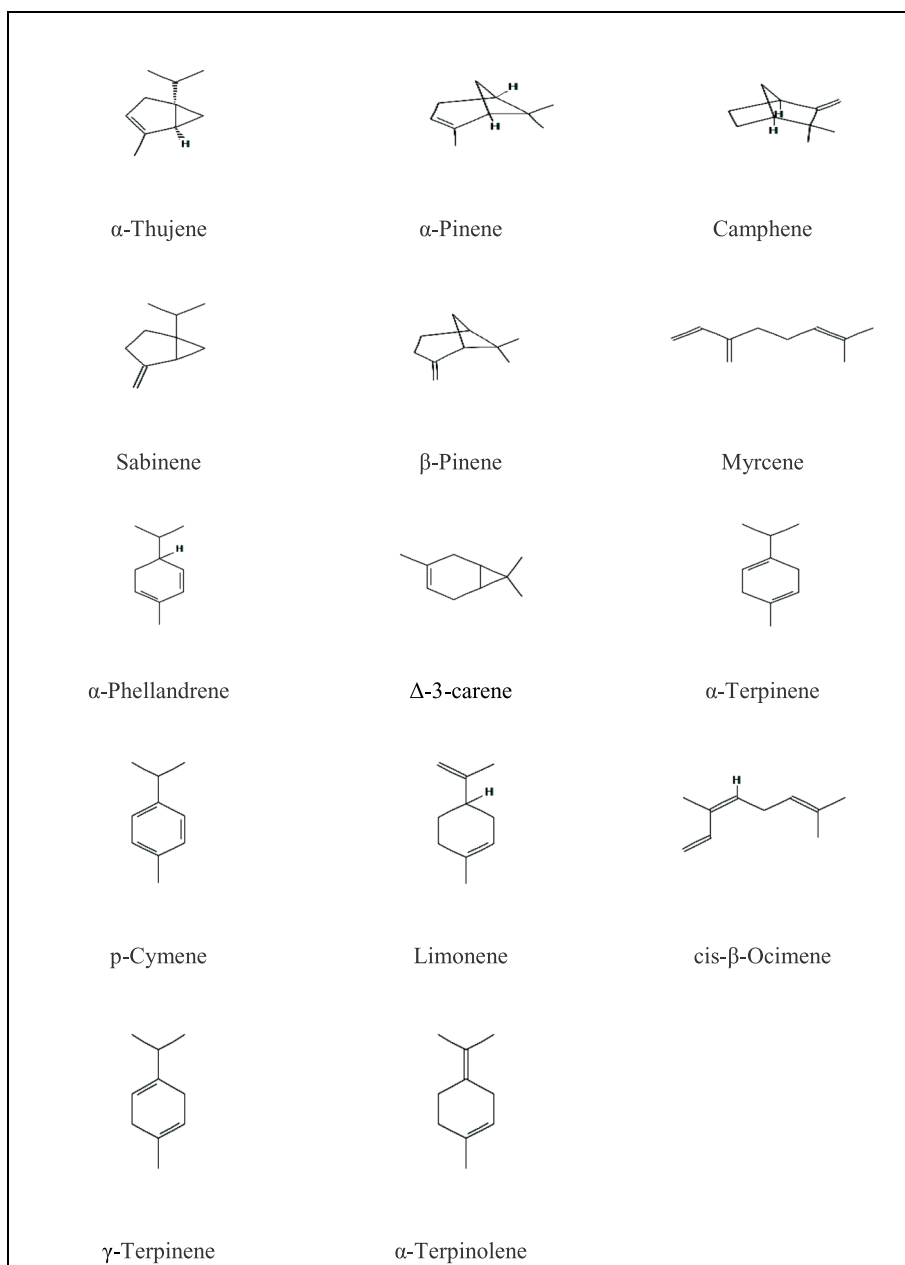 H
H
H
H
H
α-Thujene α-Pinene Camphene
Sabinene β-Pinene Myrcene
H
α-Phellandrene Δ-3-carene α-Terpinene
H
H
p-Cymene Limonene cis-β-Ocimene
γ-Terpinene α-Terpinolene